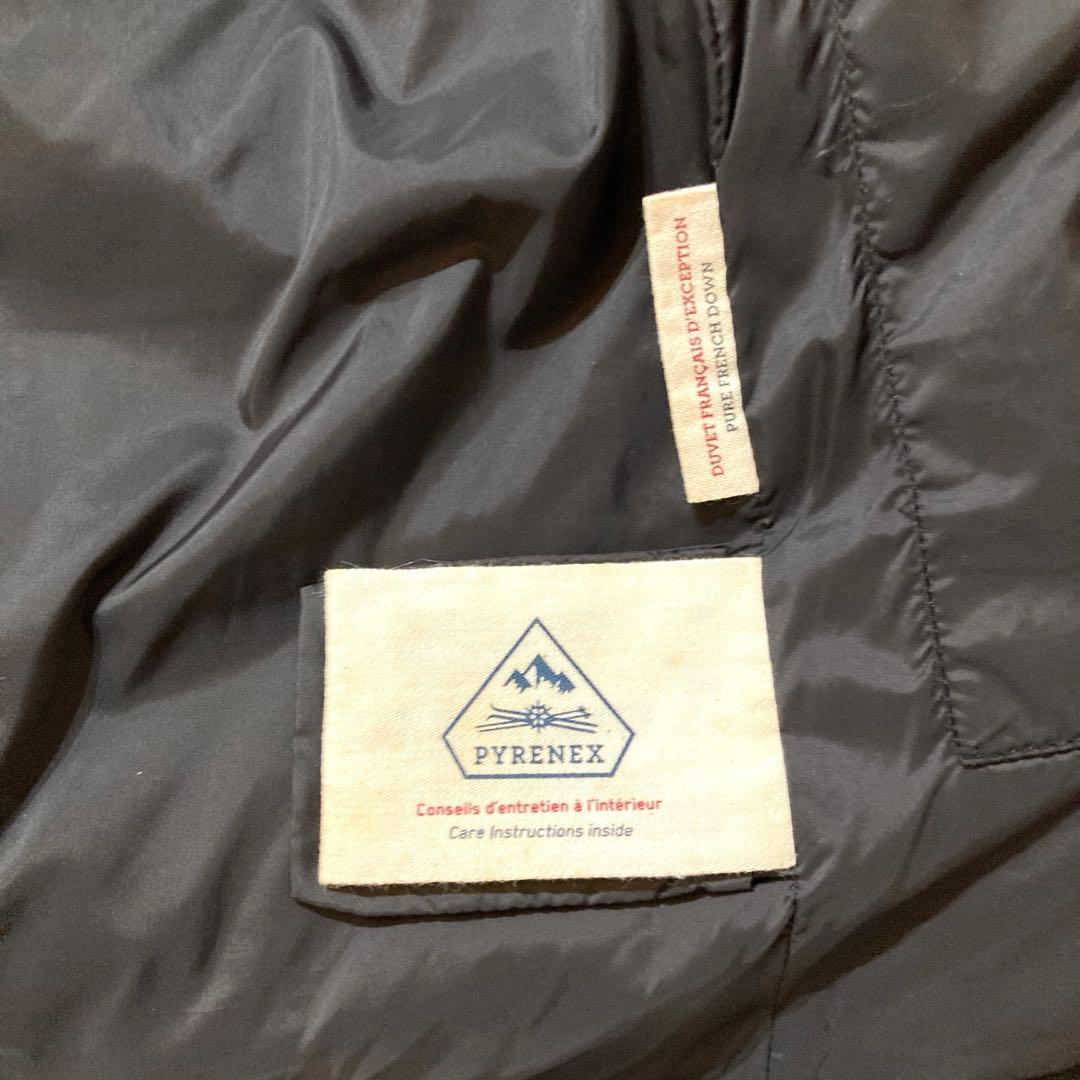 DUVET FRANÇAIS D'EXCEPTION
PURE FRENCH DOWN
PYRENEX
Conseils d'entretien à l'intérieur
Care Instructions inside